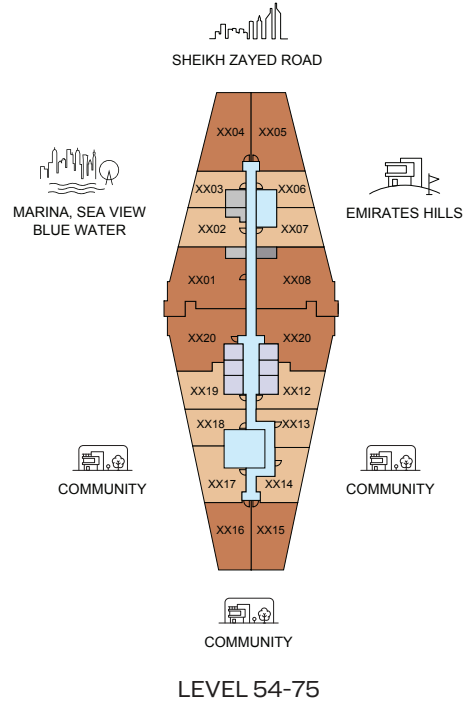 SHEIKH ZAYED ROAD
XX04 XX05
XX03 XX06
MARINA, SEA VIEW
BLUE WATER
EMIRATES HILLS
XX02 XX07
XX01 XX08
XX20 XX20
XX19 XX12
XX18 XX13
XX17 XX14
COMMUNITY
COMMUNITY
XX16 XX15
COMMUNITY
LEVEL 54-75